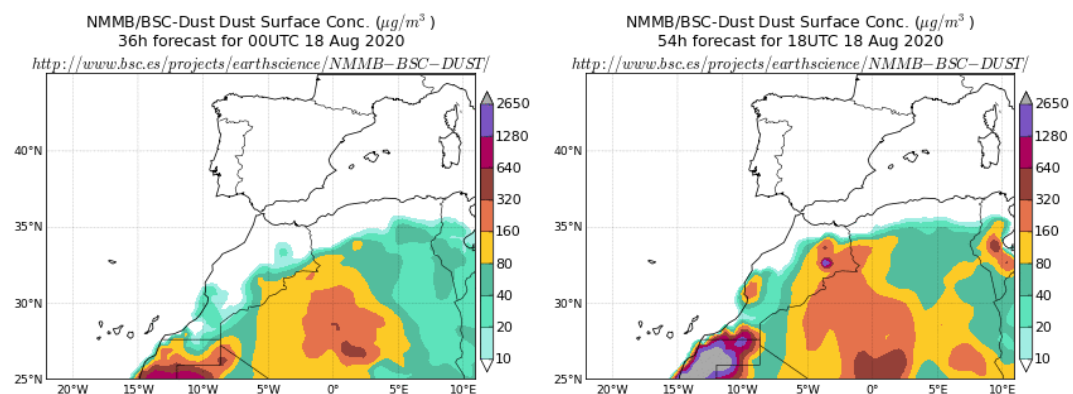 NMMB/BSC-Dust Dust Surface Conc. (μg/m³)
36h forecast for 00UTC 18 Aug 2020
http://www.bsc.es/projects/earthscience/NMMB−BSC−DUST/
40°N
35°N
30°N
25°N
20°W
15°W
10°W
5°W
0°
5°E
10°E
2650
1280
640
320
160
80
40
20
10
NMMB/BSC-Dust Dust Surface Conc. (μg/m³)
54h forecast for 18UTC 18 Aug 2020
http://www.bsc.es/projects/earthscience/NMMB−BSC−DUST/
40°N
35°N
30°N
25°N
20°W
15°W
10°W
5°W
0°
5°E
10°E
2650
1280
640
320
160
80
40
20
10